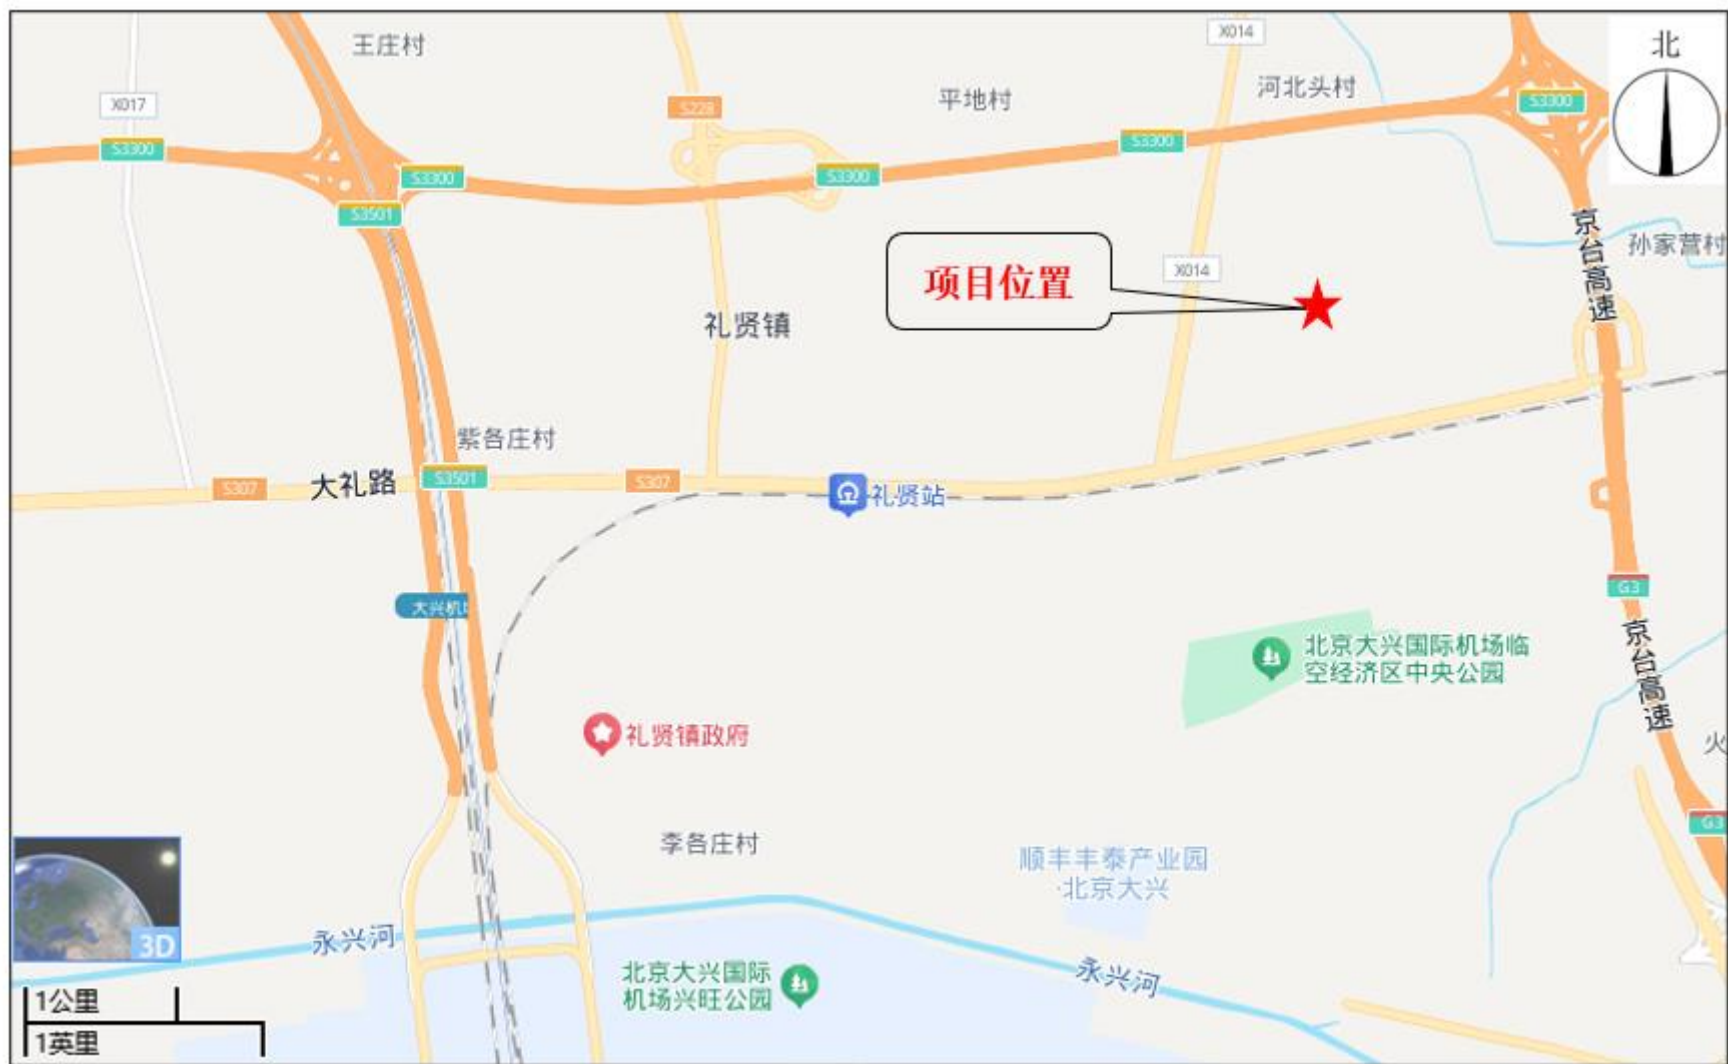 王庄村
X014
北
X017
S228
平地村
河北头村
S3300
S3300
S3300
S3300
S3300
S3501
京台高速
孙家营村
项目位置
X014
礼贤镇
紫各庄村
S307
大礼路
S3501
S307
礼贤站
G3
大兴机
京台高速
北京大兴国际机场临
空经济区中央公园
礼贤镇政府
火
G3
李各庄村
顺丰丰泰产业园
·北京大兴
3D
永兴河
北京大兴国际
机场兴旺公园
永兴河
1公里
1英里